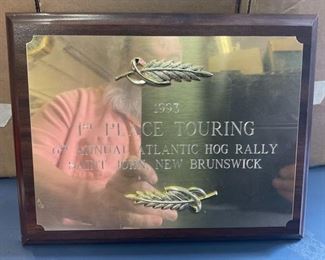 1993
1ST PLACE TOURING
6TH ANNUAL ATLANTIC HOG RALLY
SAINT JOHN, NEW BRUNSWICK